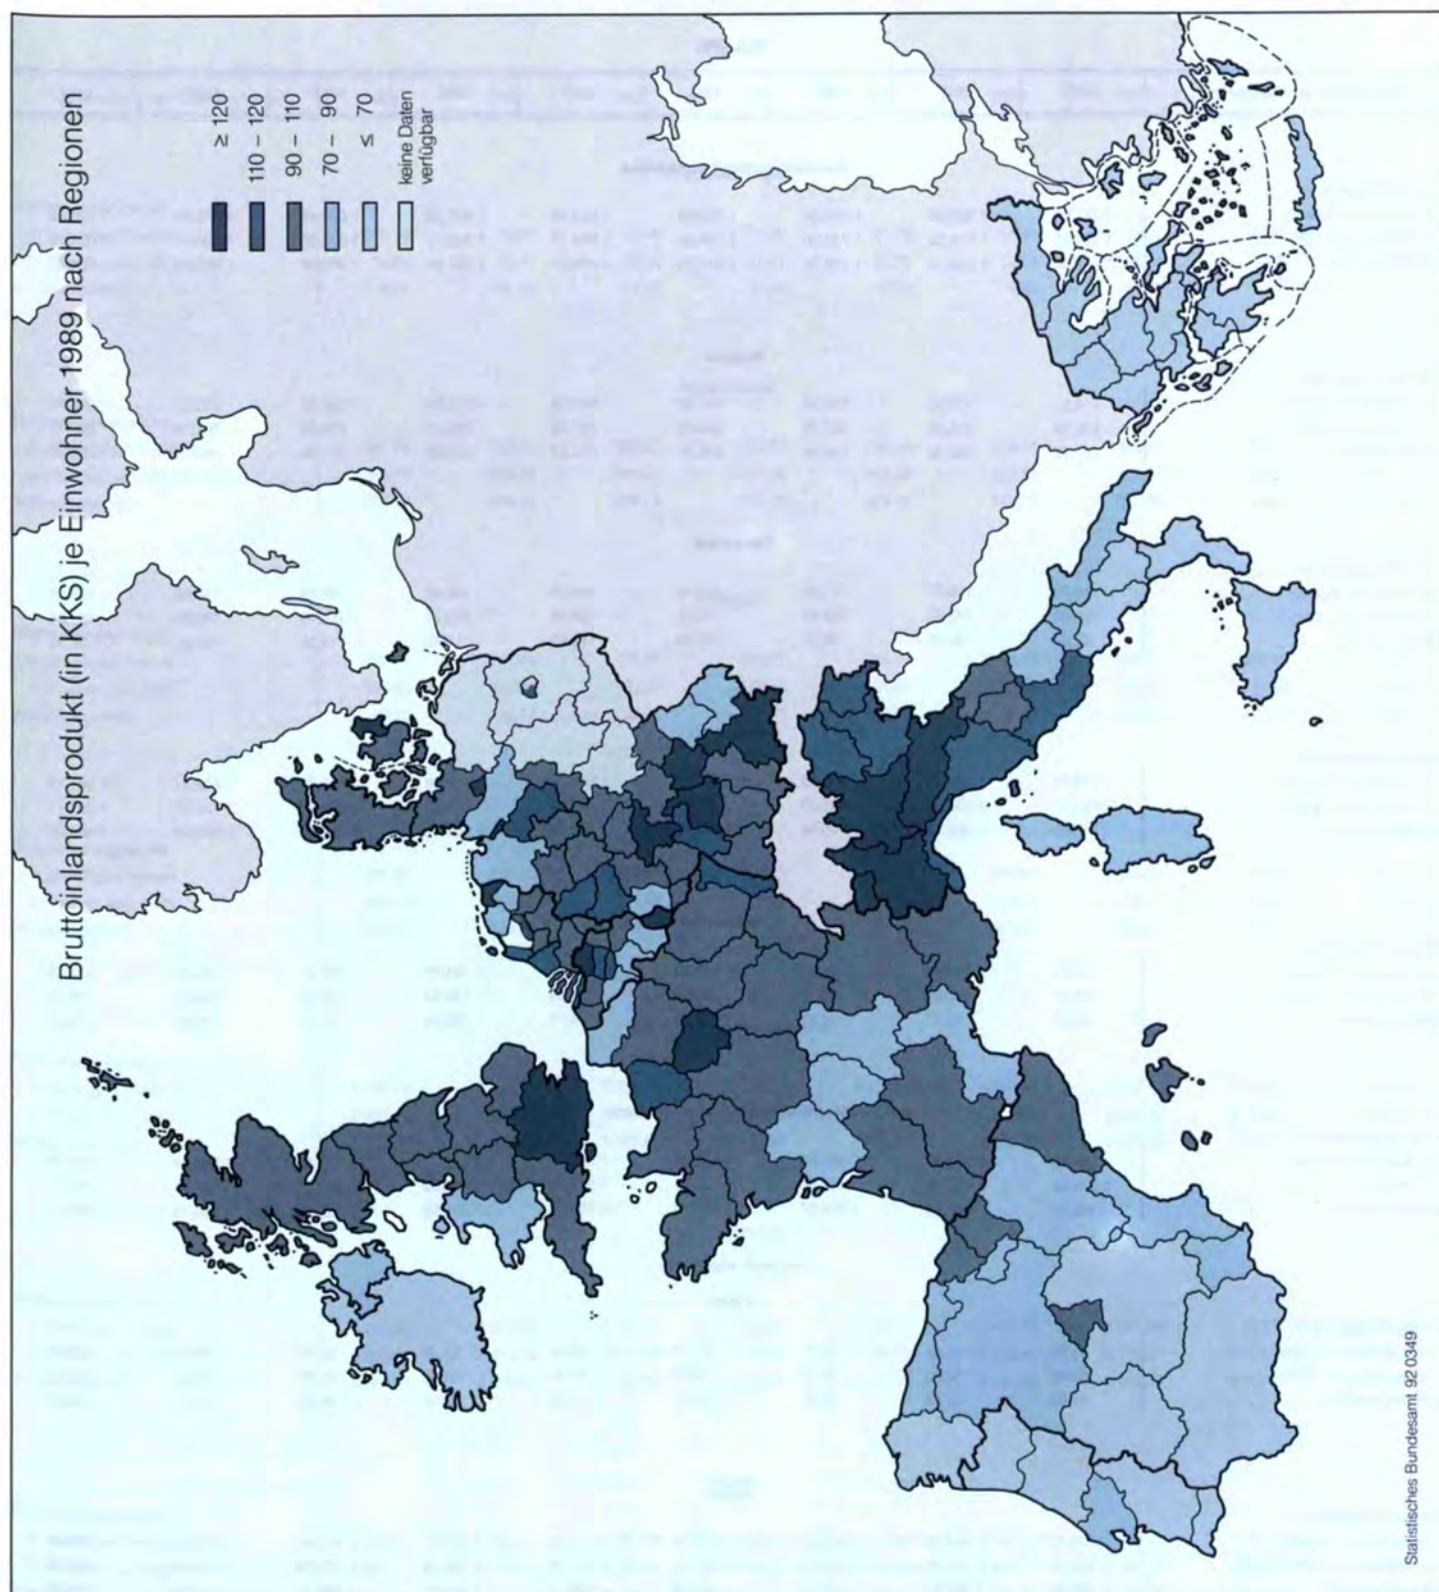 Bruttoinlandsprodukt (in KKS) je Einwohner 1989 nach Regionen
≥ 120
110 – 120
90 – 110
70 – 90
≤ 70
keine Daten
verfügbar
Statistisches Bundesamt 92 0349